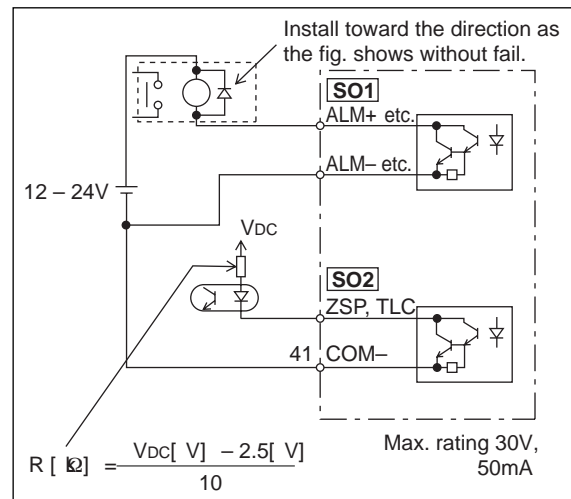 Install toward the direction as
the fig. shows without fail.
SO1
ALM+ etc.
ALM– etc.
12 – 24V
VDC
SO2
ZSP, TLC
41 COM–
Max. rating 30V,
50mA
R [ kΩ] = VDC[ V] – 2.5[ V]
10